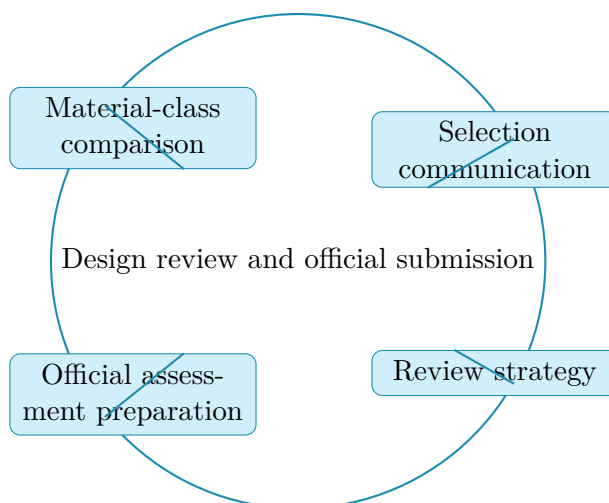 Material-class
comparison
Selection
communication
Design review and official submission
Official assess-
ment preparation
Review strategy